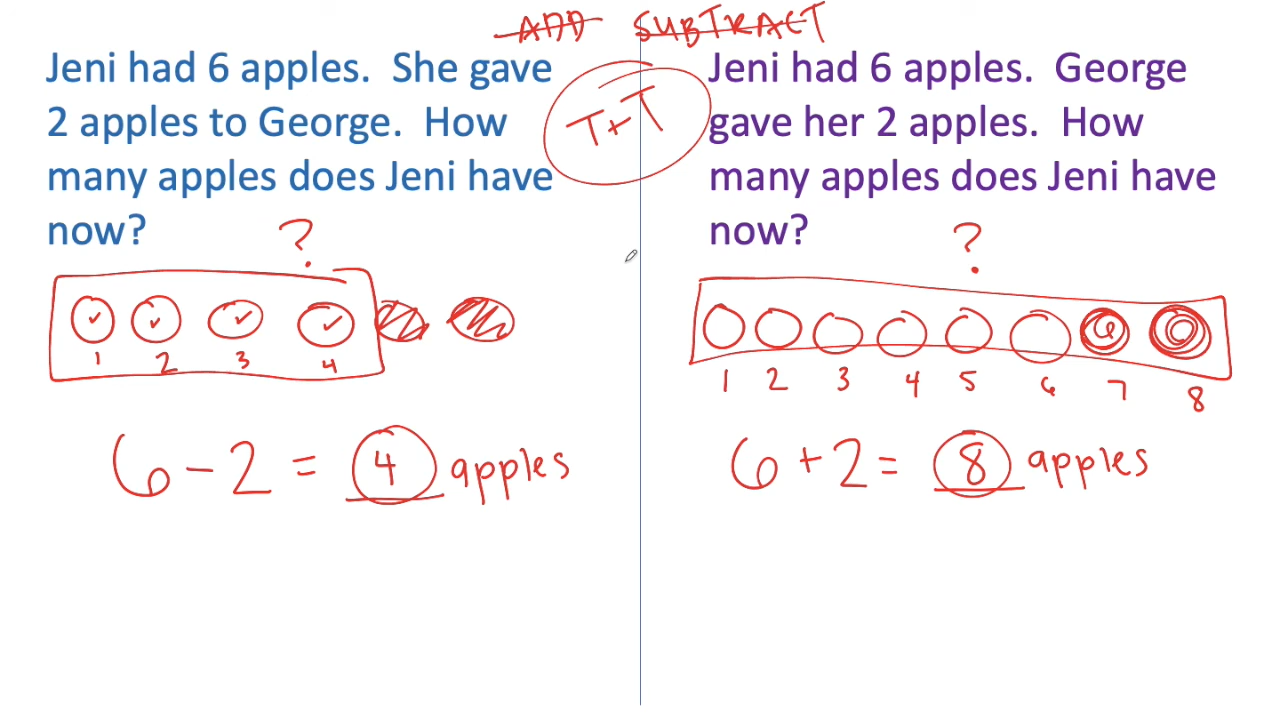 ADD SUBTRACT
Jeni had 6 apples. She gave
2 apples to George. How
many apples does Jeni have
now?
?
1 2 3 4
6 - 2 = 4 apples
T+T
Jeni had 6 apples. George
gave her 2 apples. How
many apples does Jeni have
now?
?
1 2 3 4 5 6 7 8
6 + 2 = 8 apples